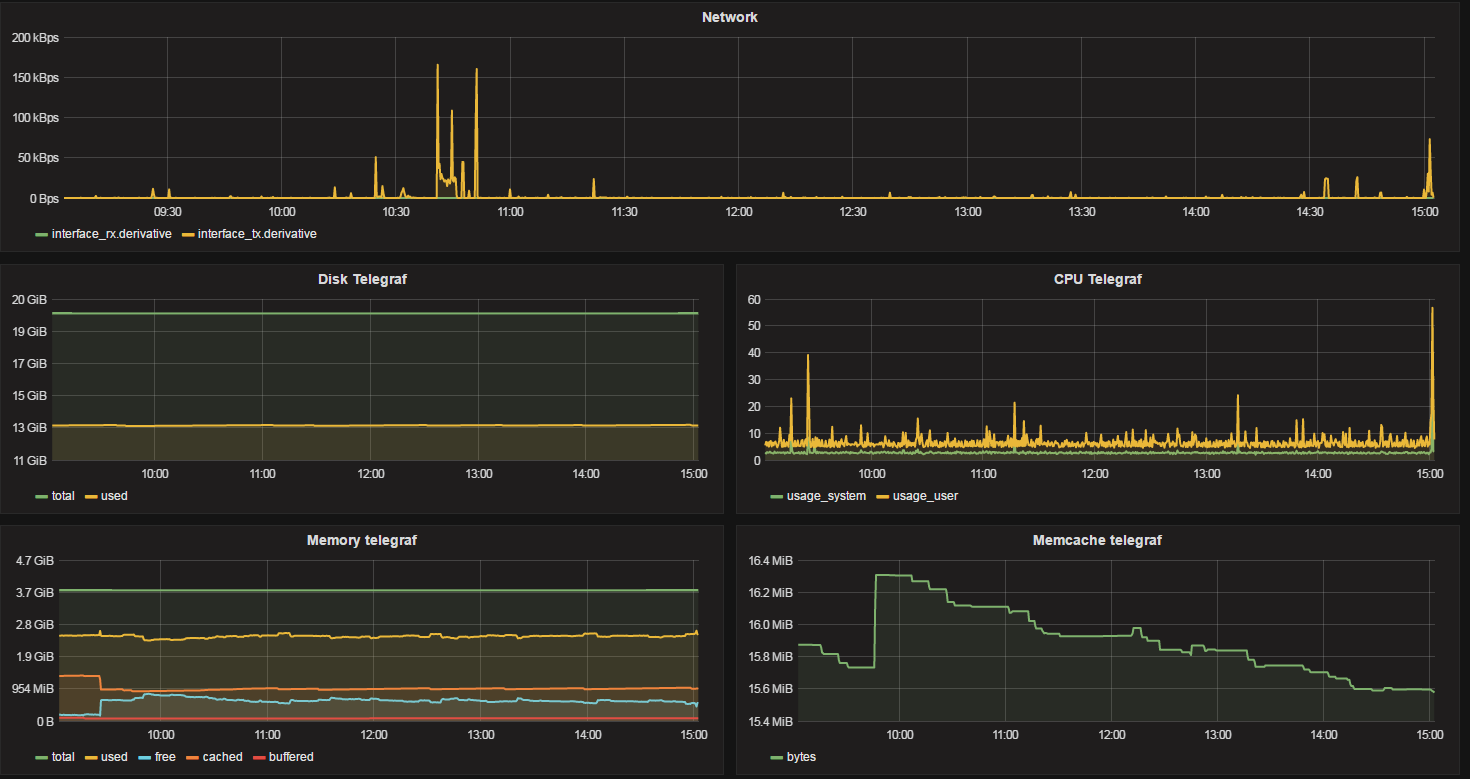 Network
200 kBps
150 kBps
100 kBps
50 kBps
0 Bps
09:30 10:00 10:30 11:00 11:30 12:00 12:30 13:00 13:30 14:00 14:30 15:00
interface_rx.derivative interface_tx.derivative
Disk Telegraf
20 GiB
19 GiB
17 GiB
15 GiB
13 GiB
11 GiB
10:00 11:00 12:00 13:00 14:00 15:00
total used
CPU Telegraf
60
50
40
30
20
10
0
10:00 11:00 12:00 13:00 14:00 15:00
usage_system usage_user
Memory telegraf
4.7 GiB
3.7 GiB
2.8 GiB
1.9 GiB
954 MiB
0 B
10:00 11:00 12:00 13:00 14:00 15:00
total used free cached buffered
Memcache telegraf
16.4 MiB
16.2 MiB
16.0 MiB
15.8 MiB
15.6 MiB
15.4 MiB
10:00 11:00 12:00 13:00 14:00 15:00
bytes